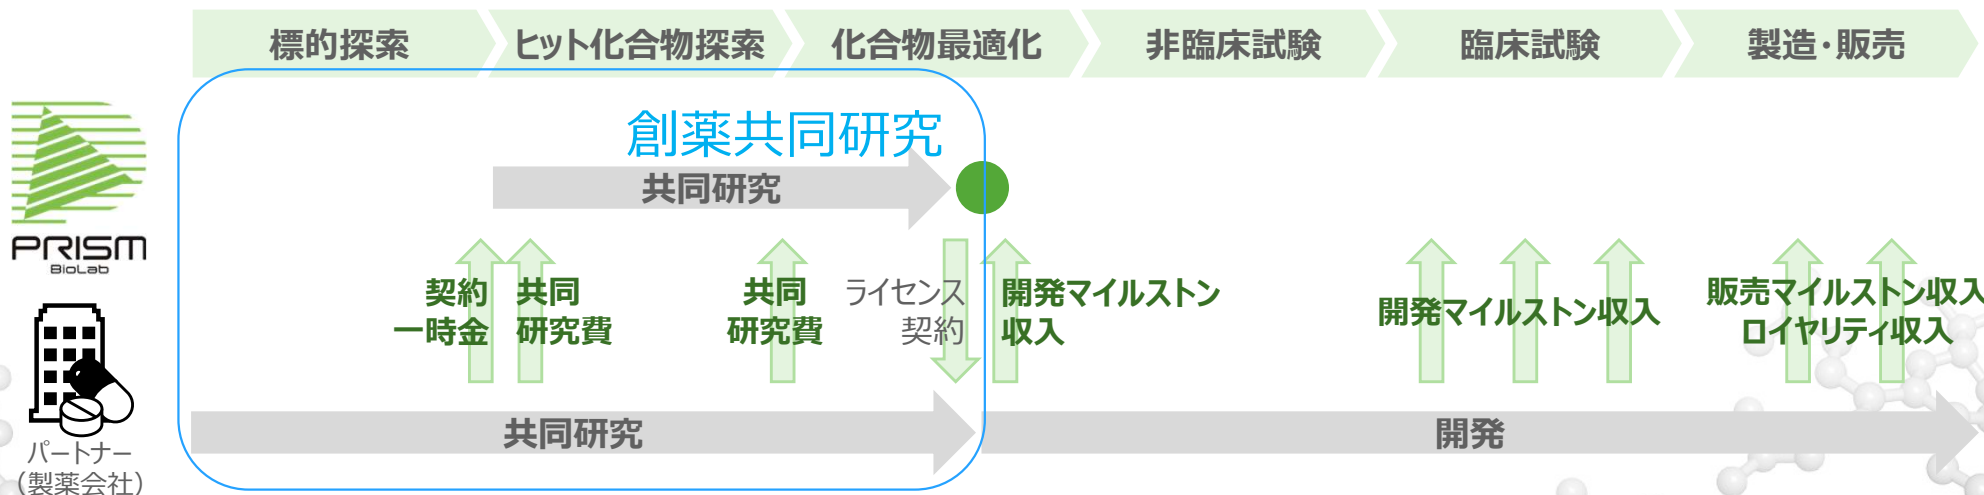 標的探索
ヒット化合物探索
化合物最適化
非臨床試験
臨床試験
製造・販売
創薬共同研究
共同研究
PRISM
BioLab
契約
一時金
共同
研究費
共同
研究費
ライセンス
契約
開発マイルストン
収入
開発マイルストン収入
販売マイルストン収入
ロイヤリティ収入
共同研究
開発
パートナー
（製薬会社）